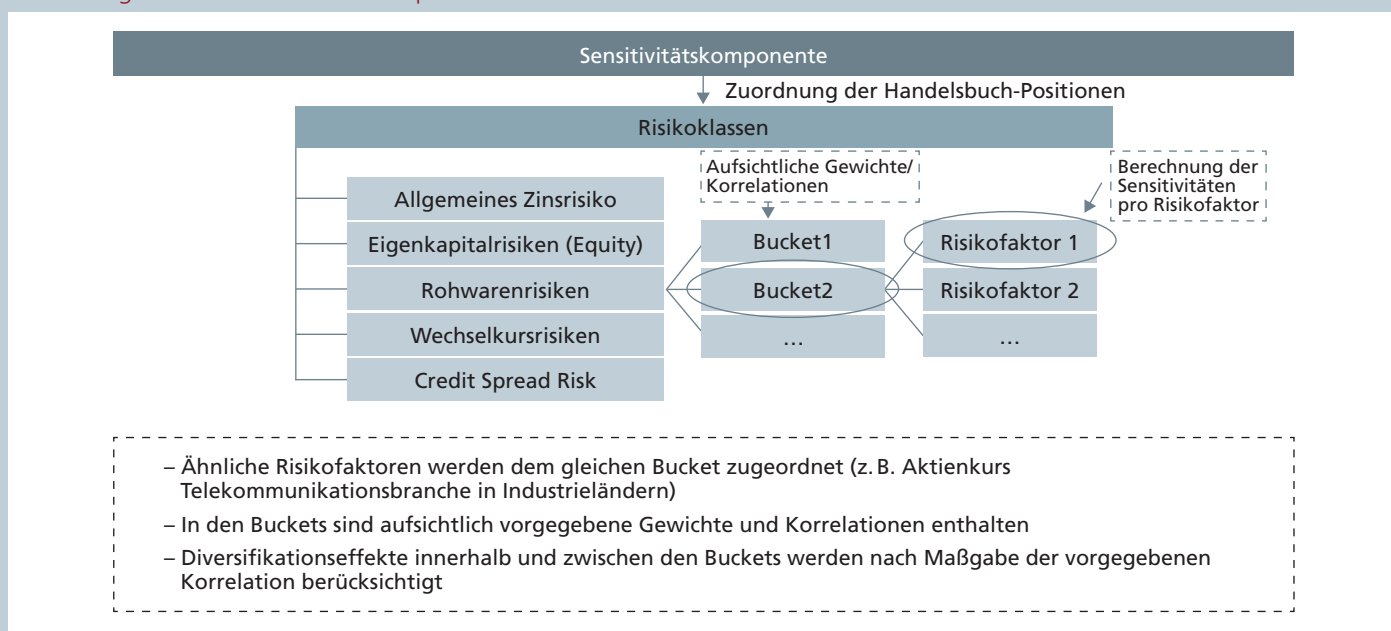 Sensitivitätskomponente
Zuordnung der Handelsbuch-Positionen
Risikoklassen
Aufsichtliche Gewichte/
Korrelationen
Berechnung der
Sensitivitäten
pro Risikofaktor
Allgemeines Zinsrisiko
Eigenkapitalrisiken (Equity)
Rohwarenrisiken
Wechselkursrisiken
Credit Spread Risk
Bucket1
Bucket2
…
Risikofaktor 1
Risikofaktor 2
…
– Ähnliche Risikofaktoren werden dem gleichen Bucket zugeordnet (z. B. Aktienkurs
Telekommunikationsbranche in Industrieländern)
– In den Buckets sind aufsichtlich vorgegebene Gewichte und Korrelationen enthalten
– Diversifikationseffekte innerhalb und zwischen den Buckets werden nach Maßgabe der vorgegebenen
Korrelation berücksichtigt